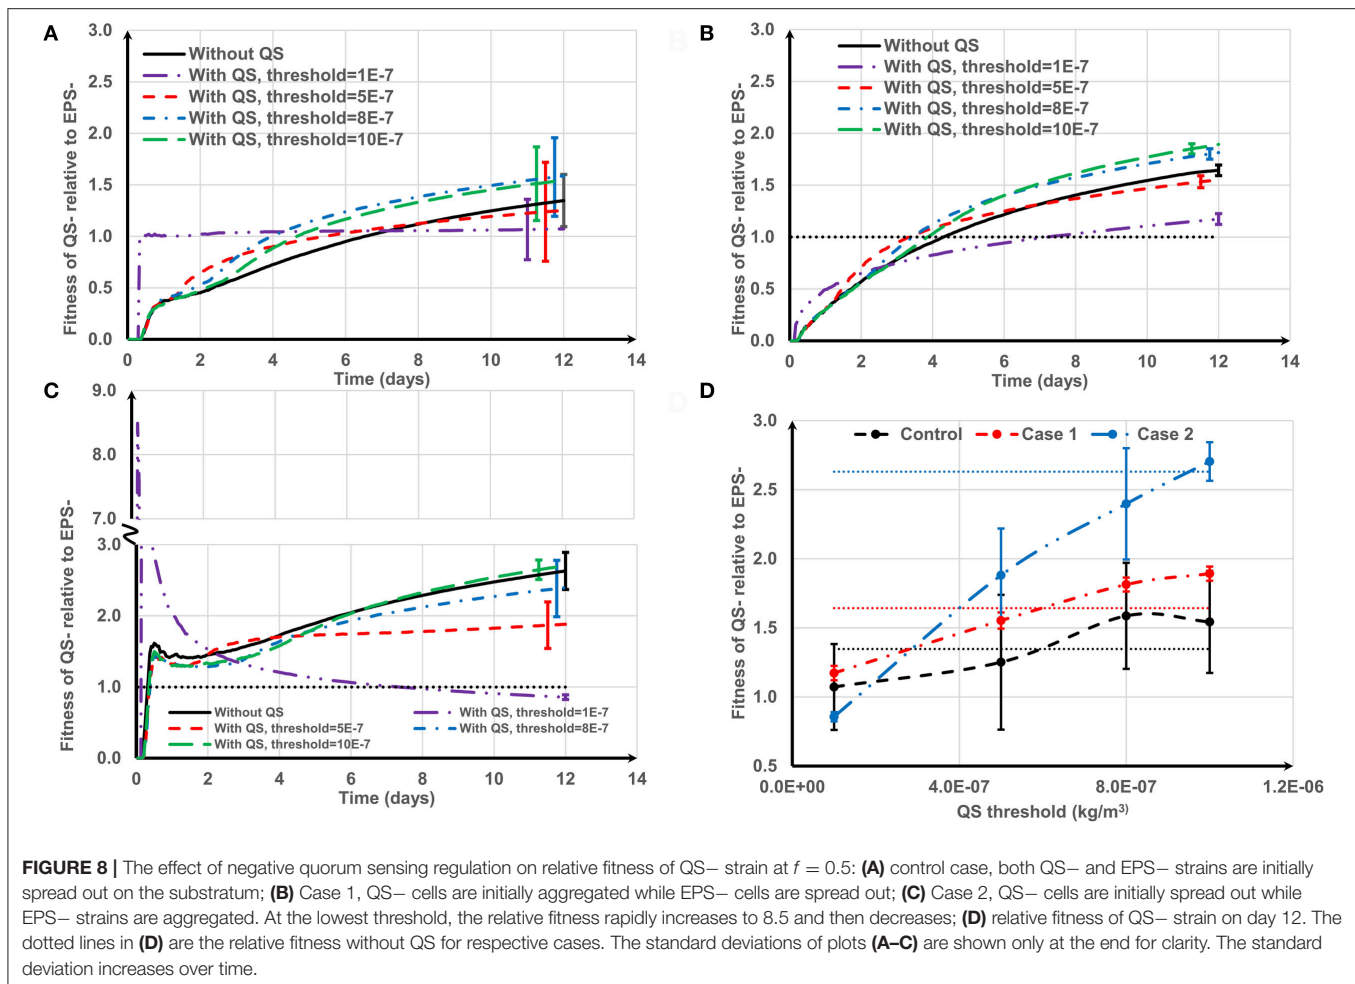 A
Fitness of QS- relative to EPS-
3.0
2.5
2.0
1.5
1.0
0.5
0.0
Without QS
With QS, threshold=1E-7
With QS, threshold=5E-7
With QS, threshold=8E-7
With QS, threshold=10E-7
0 2 4 6 8 10 12 14
Time (days)
B
Fitness of QS- relative to EPS-
3.0
2.5
2.0
1.5
1.0
0.5
0.0
Without QS
With QS, threshold=1E-7
With QS, threshold=5E-7
With QS, threshold=8E-7
With QS, threshold=10E-7
0 2 4 6 8 10 12 14
Time (days)
C
Fitness of QS- relative to EPS-
9.0
8.0
7.0
3.0
2.0
1.0
0.0
Without QS
With QS, threshold=1E-7
With QS, threshold=5E-7
With QS, threshold=8E-7
With QS, threshold=10E-7
0 2 4 6 8 10 12 14
Time (days)
D
Fitness of QS- relative to EPS-
3.0
2.5
2.0
1.5
1.0
0.5
Control Case 1 Case 2
0.0E+00 4.0E-07 8.0E-07 1.2E-06
QS threshold (kg/m³)
FIGURE 8 | The effect of negative quorum sensing regulation on relative fitness of QS− strain at f = 0.5: (A) control case, both QS− and EPS− strains are initially
spread out on the substratum; (B) Case 1, QS− cells are initially aggregated while EPS− cells are spread out; (C) Case 2, QS− cells are initially spread out while
EPS− strains are aggregated. At the lowest threshold, the relative fitness rapidly increases to 8.5 and then decreases; (D) relative fitness of QS− strain on day 12. The
dotted lines in (D) are the relative fitness without QS for respective cases. The standard deviations of plots (A–C) are shown only at the end for clarity. The standard
deviation increases over time.